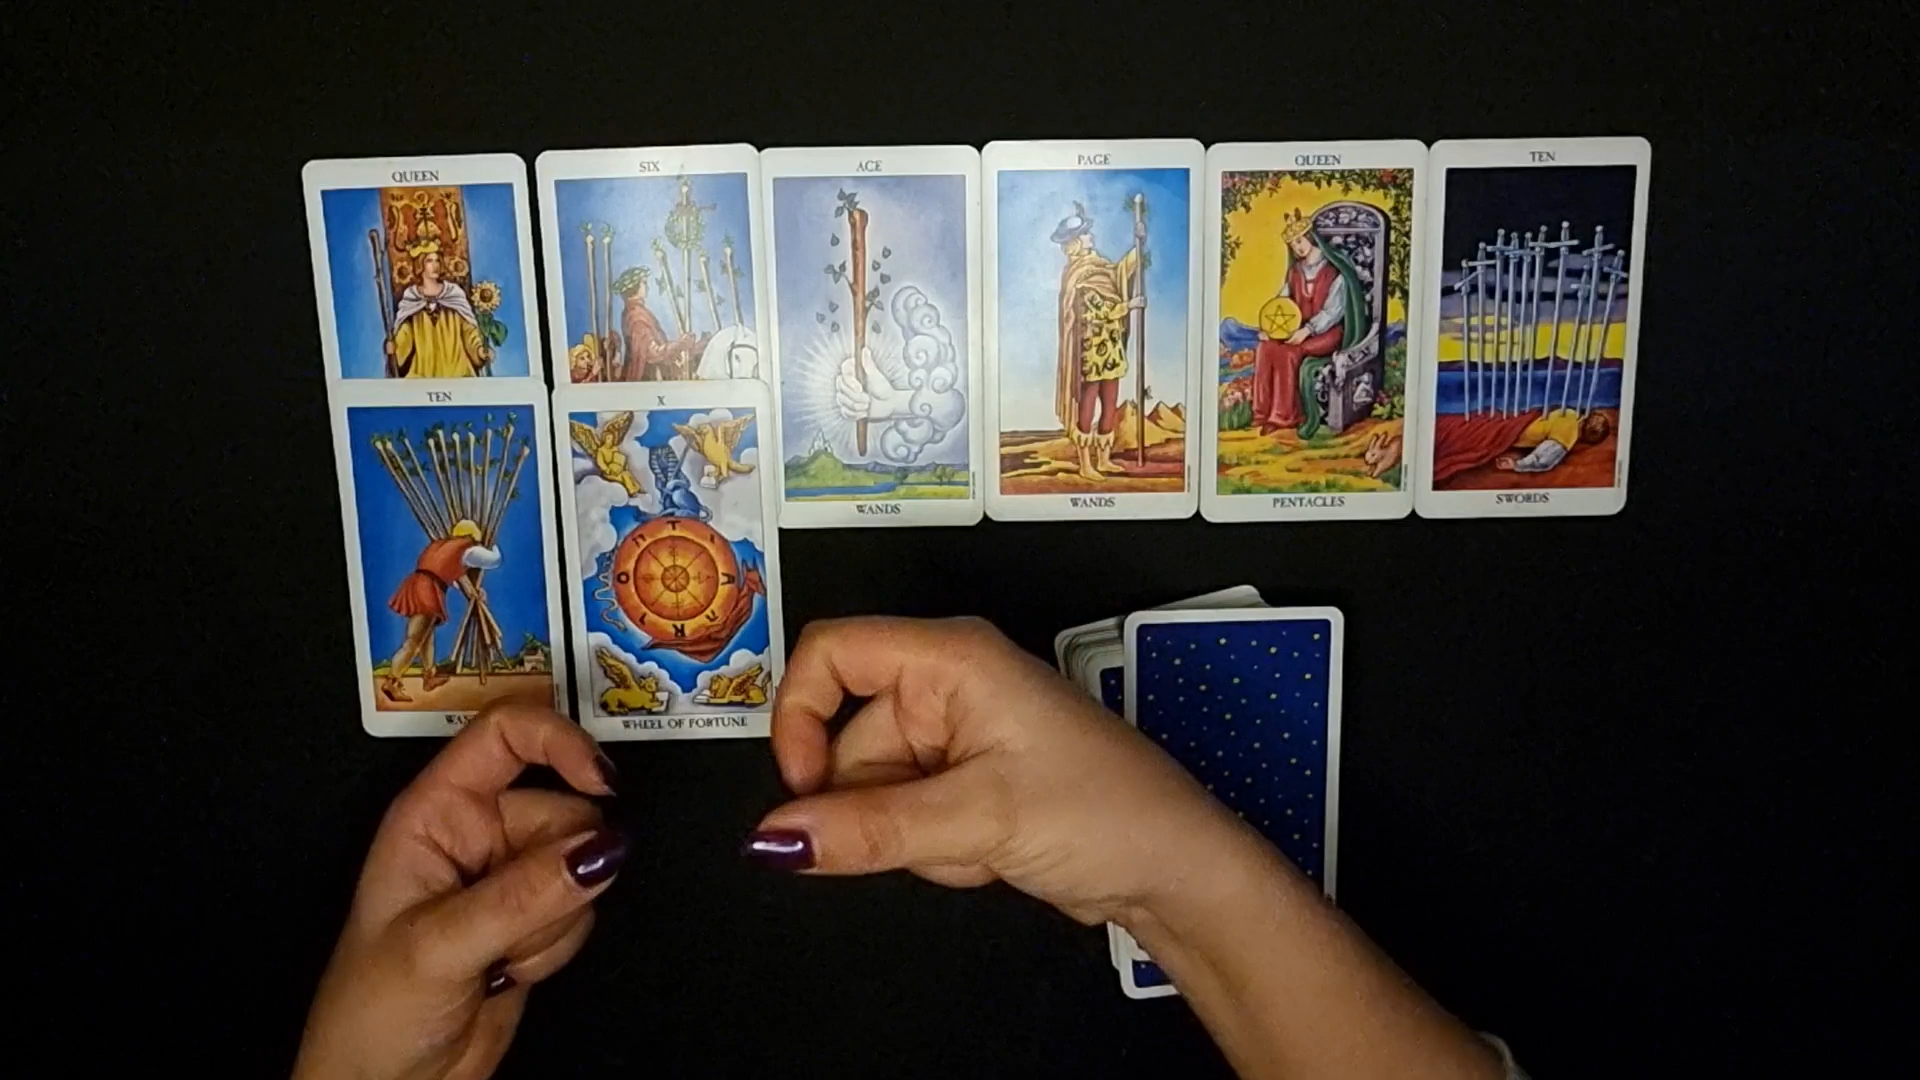 QUEEN
SIX
ACE
PAGE
QUEEN
TEN
WANDS
WANDS
PENTACLES
SWORDS
TEN
X
WHEEL OF FORTUNE